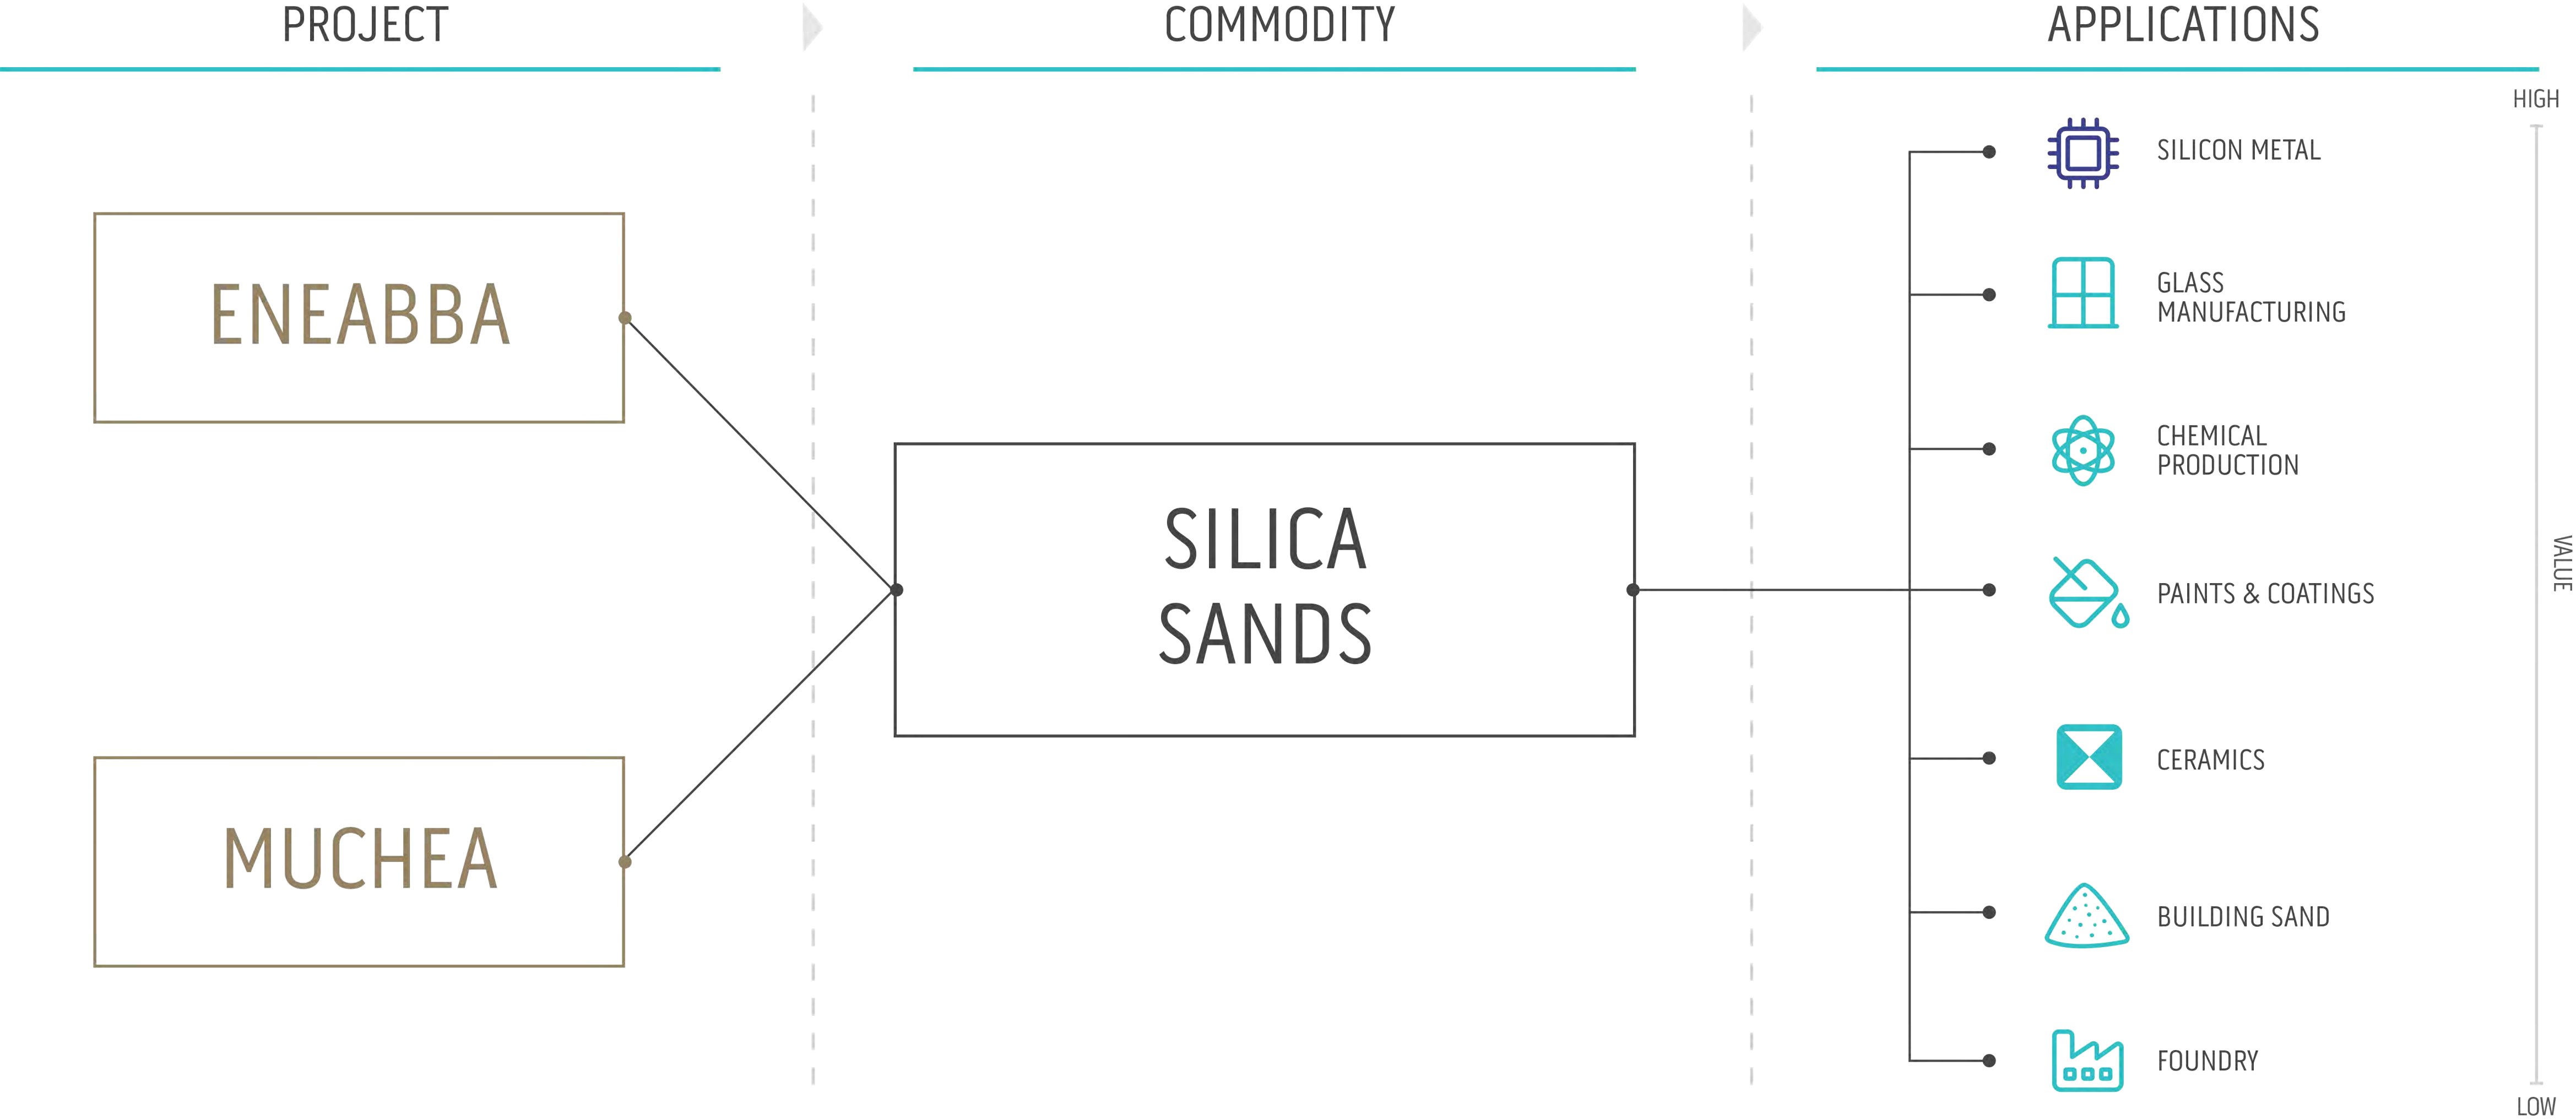 PROJECT
COMMODITY
APPLICATIONS
ENEABBA
MUCHEA
SILICA
SANDS
HIGH
SILICON METAL
GLASS
MANUFACTURING
CHEMICAL
PRODUCTION
PAINTS & COATINGS
CERAMICS
BUILDING SAND
FOUNDRY
VALUE
LOW